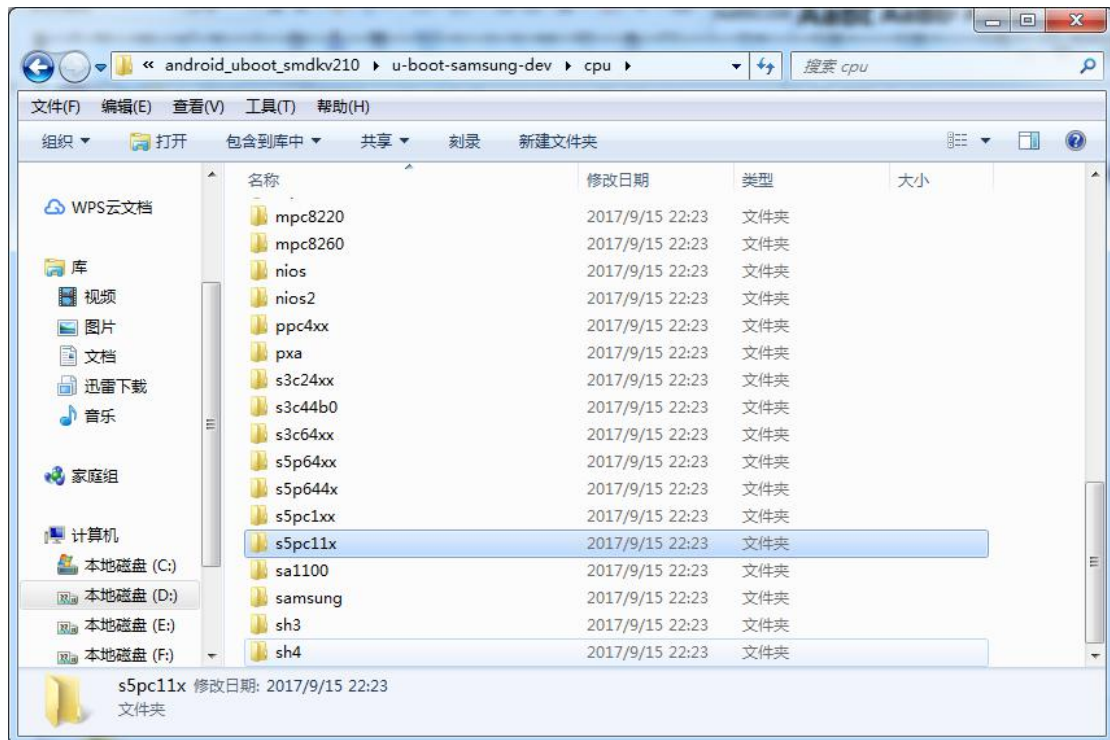 « android_uboot_smdkv210 ▸ u-boot-samsung-dev ▸ cpu ▸ 搜索 cpu
文件(F) 编辑(E) 查看(V) 工具(T) 帮助(H)
组织 打开 包含到库中 共享 刻录 新建文件夹
WPS云文档
库
视频
图片
文档
迅雷下载
音乐
家庭组
计算机
本地磁盘 (C:)
本地磁盘 (D:)
本地磁盘 (E:)
本地磁盘 (F:)
名称 修改日期 类型 大小
mpc8220 2017/9/15 22:23 文件夹
mpc8260 2017/9/15 22:23 文件夹
nios 2017/9/15 22:23 文件夹
nios2 2017/9/15 22:23 文件夹
ppc4xx 2017/9/15 22:23 文件夹
pxa 2017/9/15 22:23 文件夹
s3c24xx 2017/9/15 22:23 文件夹
s3c44b0 2017/9/15 22:23 文件夹
s3c64xx 2017/9/15 22:23 文件夹
s5p64xx 2017/9/15 22:23 文件夹
s5p644x 2017/9/15 22:23 文件夹
s5pc1xx 2017/9/15 22:23 文件夹
s5pc11x 2017/9/15 22:23 文件夹
sa1100 2017/9/15 22:23 文件夹
samsung 2017/9/15 22:23 文件夹
sh3 2017/9/15 22:23 文件夹
sh4 2017/9/15 22:23 文件夹
s5pc11x 修改日期: 2017/9/15 22:23
文件夹